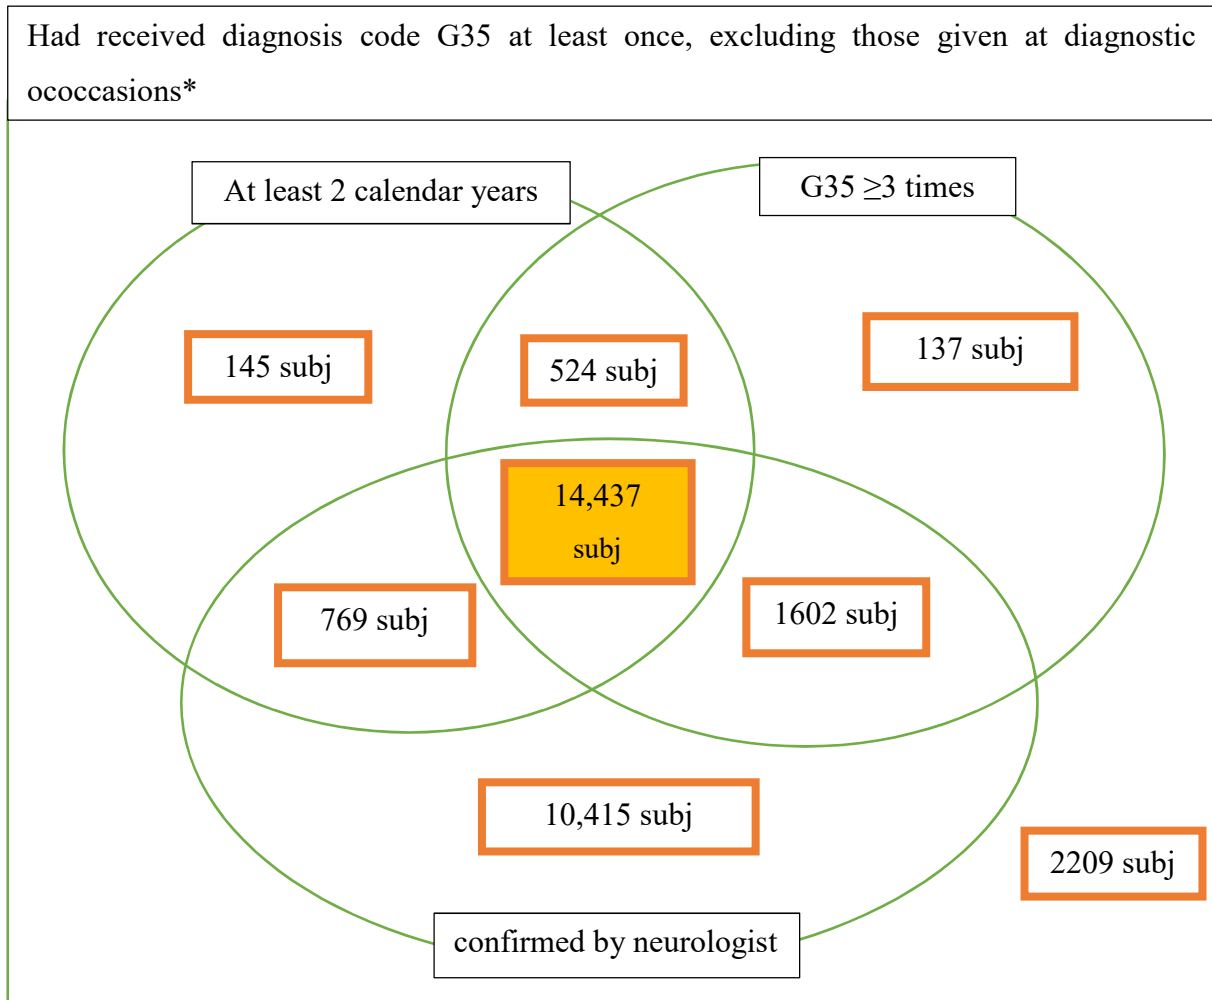 Had received diagnosis code G35 at least once, excluding those given at diagnostic
ococcasions*
At least 2 calendar years
G35 ≥3 times
145 subj
524 subj
137 subj
14,437
subj
769 subj
1602 subj
10,415 subj
2209 subj
confirmed by neurologist